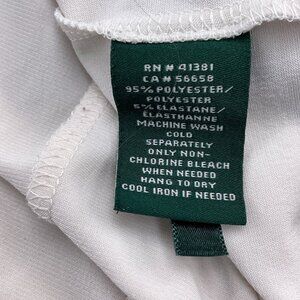 RN # 41381
CA # 56658
95% POLYESTER/
POLYESTER
5% ELASTANE/
ÉLASTHANNE
MACHINE WASH
COLD
SEPARATELY
ONLY NON-
CHLORINE BLEACH
WHEN NEEDED
HANG TO DRY
COOL IRON IF NEEDED